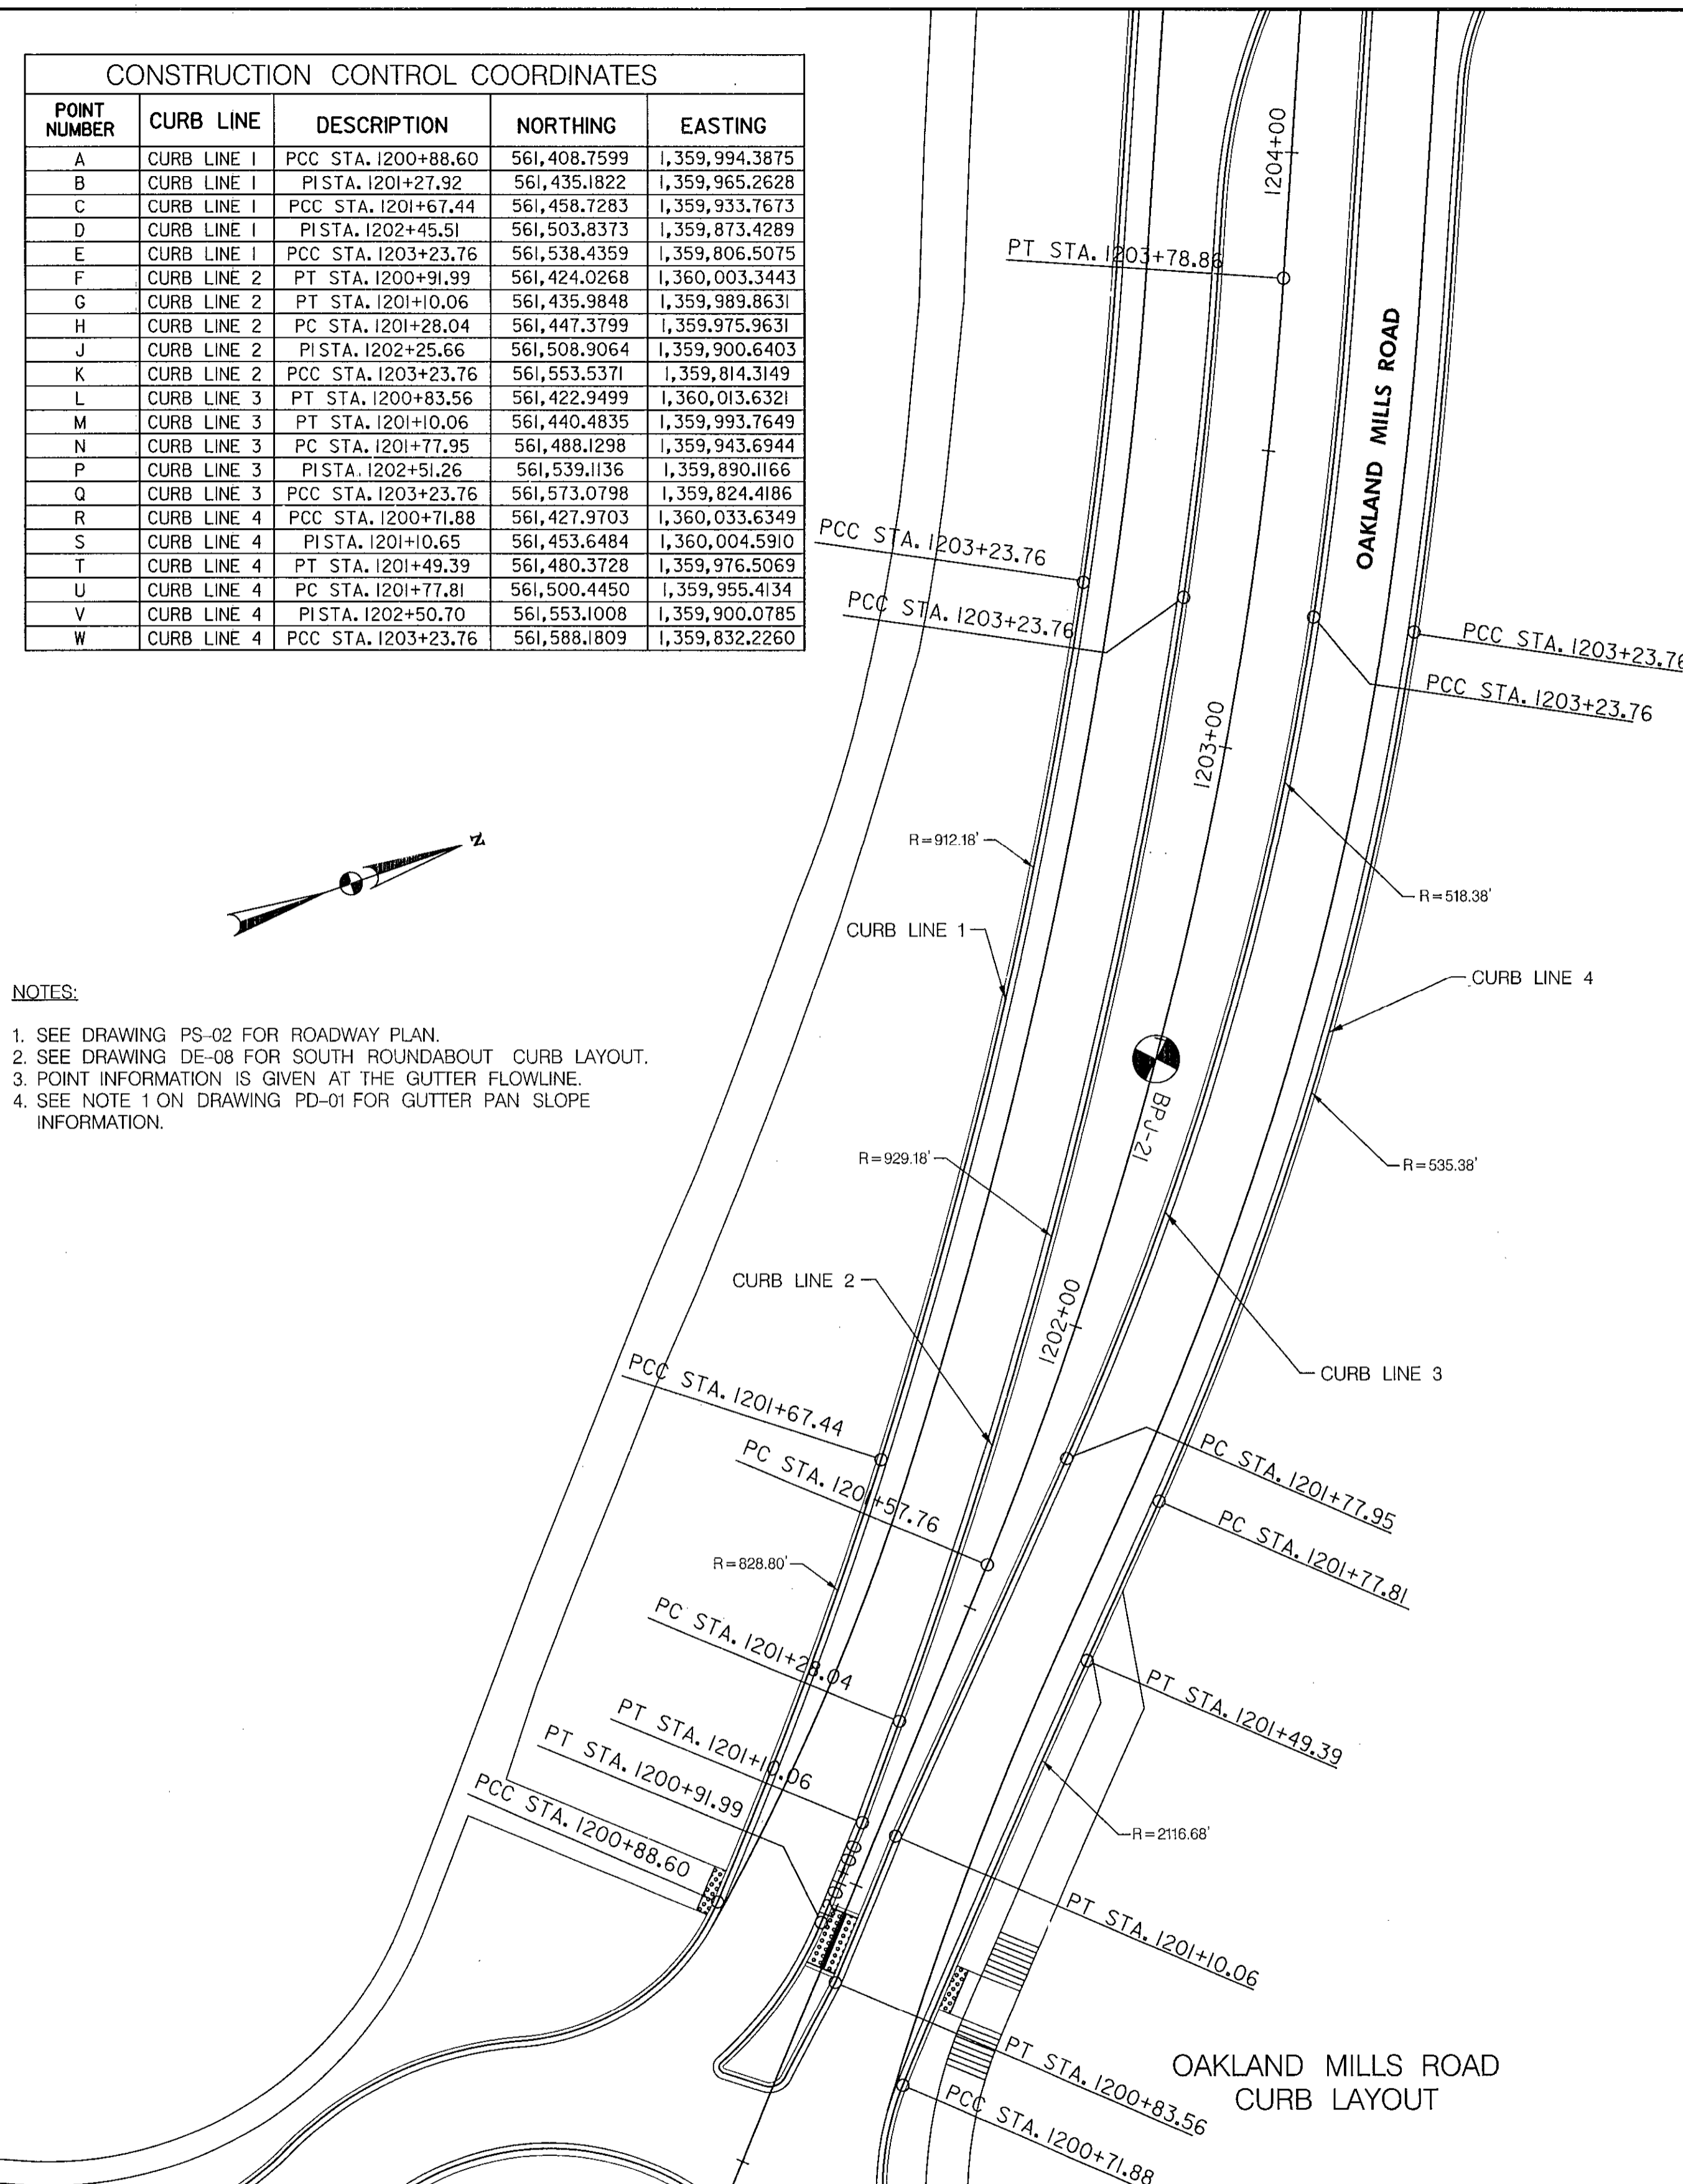 CONSTRUCTION CONTROL COORDINATES
POINT NUMBER CURB LINE DESCRIPTION NORTHING EASTING
A CURB LINE 1 PCC STA. 1200+88.60 561,408.7599 1,359,994.3875
B CURB LINE 1 PI STA. 1201+27.92 561,435.1822 1,359,965.2628
C CURB LINE 1 PCC STA. 1201+67.44 561,458.7283 1,359,933.7673
D CURB LINE 1 PI STA. 1202+45.51 561,503.8373 1,359,873.4289
E CURB LINE 1 PCC STA. 1203+23.76 561,538.4359 1,359,806.5075
F CURB LINE 2 PT STA. 1200+91.99 561,424.0268 1,360,003.3443
G CURB LINE 2 PT STA. 1201+10.06 561,435.9848 1,359,989.8631
H CURB LINE 2 PC STA. 1201+28.04 561,447.3799 1,359.975.9631
J CURB LINE 2 PI STA. 1202+25.66 561,508.9064 1,359,900.6403
K CURB LINE 2 PCC STA. 1203+23.76 561,553.5371 1,359,814.3149
L CURB LINE 3 PT STA. 1200+83.56 561,422.9499 1,360,013.6321
M CURB LINE 3 PT STA. 1201+10.06 561,440.4835 1,359,993.7649
N CURB LINE 3 PC STA. 1201+77.95 561,488.1298 1,359,943.6944
P CURB LINE 3 PI STA. 1202+51.26 561,539.1136 1,359,890.1166
Q CURB LINE 3 PCC STA. 1203+23.76 561,573.0798 1,359,824.4186
R CURB LINE 4 PCC STA. 1200+71.88 561,427.9703 1,360,033.6349
S CURB LINE 4 PI STA. 1201+10.65 561,453.6484 1,360,004.5910
T CURB LINE 4 PT STA. 1201+49.39 561,480.3728 1,359,976.5069
U CURB LINE 4 PC STA. 1201+77.81 561,500.4450 1,359,955.4134
V CURB LINE 4 PI STA. 1202+50.70 561,553.1008 1,359,900.0785
W CURB LINE 4 PCC STA. 1203+23.76 561,588.1809 1,359,832.2260
1204+00
PT STA. 1203+78.86
OAKLAND MILLS ROAD
PCC STA. 1203+23.76
PCC STA. 1203+23.76
PCC STA. 1203+23.76
PCC STA. 1203+23.76
1203+00
N
R=912.18'
R=518.38'
CURB LINE 1
CURB LINE 4
NOTES:
1. SEE DRAWING PS-02 FOR ROADWAY PLAN.
2. SEE DRAWING DE-08 FOR SOUTH ROUNDABOUT CURB LAYOUT.
3. POINT INFORMATION IS GIVEN AT THE GUTTER FLOWLINE.
4. SEE NOTE 1 ON DRAWING PD-01 FOR GUTTER PAN SLOPE
INFORMATION.
BPJ-21
R=929.18'
R=535.38'
CURB LINE 2
1202+00
CURB LINE 3
PCC STA. 1201+67.44
PC STA. 1201+57.76
PC STA. 1201+77.95
PC STA. 1201+77.81
R=828.80'
PC STA. 1201+28.04
PT STA. 1201+49.39
PT STA. 1201+10.06
PT STA. 1200+91.99
PCC STA. 1200+88.60
R=2116.68'
PT STA. 1201+10.06
PT STA. 1200+83.56
PCC STA. 1200+71.88
OAKLAND MILLS ROAD
CURB LAYOUT